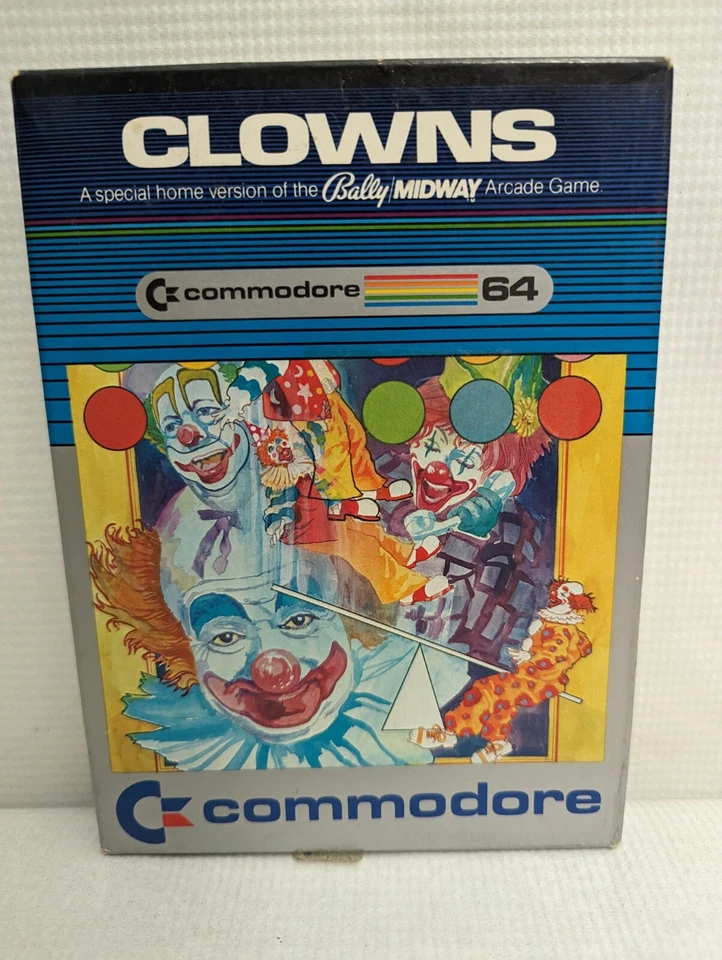 CLOWNS
A special home version of the Bally/MIDWAY Arcade Game.
commodore 64
commodore